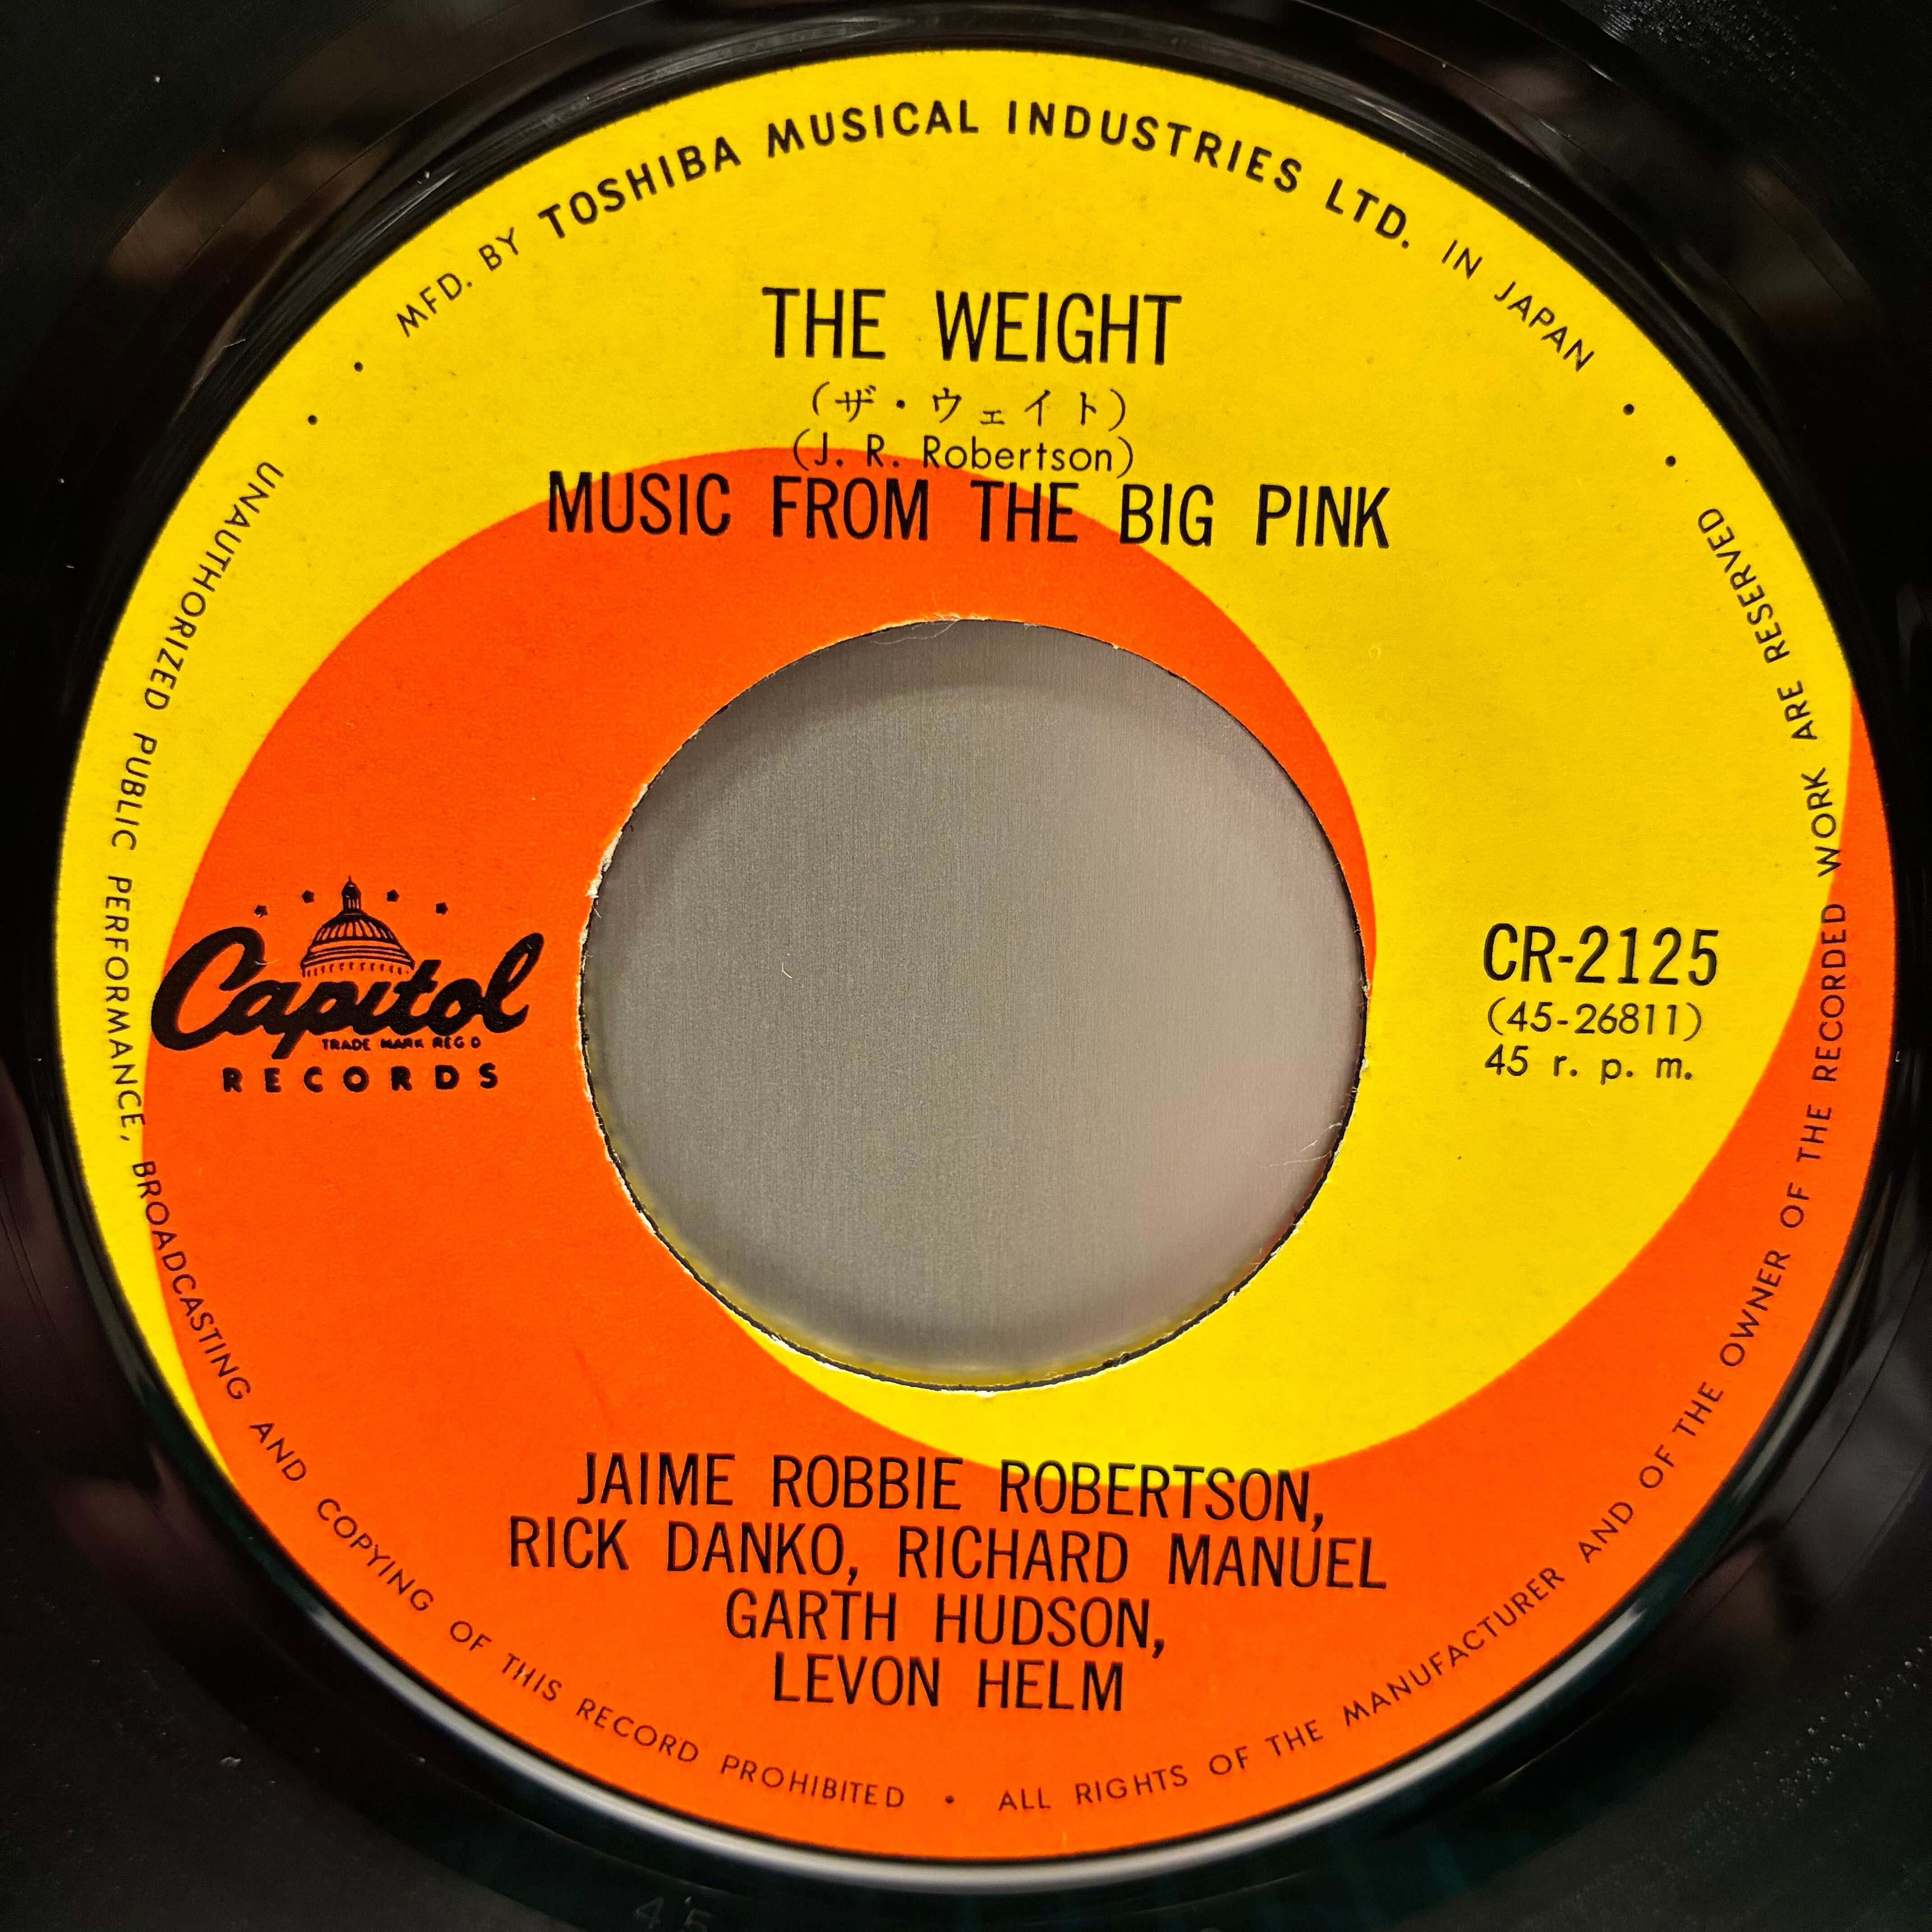 MFD. BY TOSHIBA MUSICAL INDUSTRIES LTD. IN JAPAN
THE WEIGHT
(ザ・ウェイト)
(J. R. Robertson)
MUSIC FROM THE BIG PINK
Capitol
TRADE MARK REG D
RECORDS
CR-2125
(45-26811)
45 r. p. m.
JAIME ROBBIE ROBERTSON,
RICK DANKO, RICHARD MANUEL
GARTH HUDSON,
LEVON HELM
UNAUTHORIZED PUBLIC PERFORMANCE, BROADCASTING AND COPYING OF THIS RECORD PROHIBITED • ALL RIGHTS OF THE MANUFACTURER AND OF THE OWNER OF THE RECORDED WORK ARE RESERVED
45